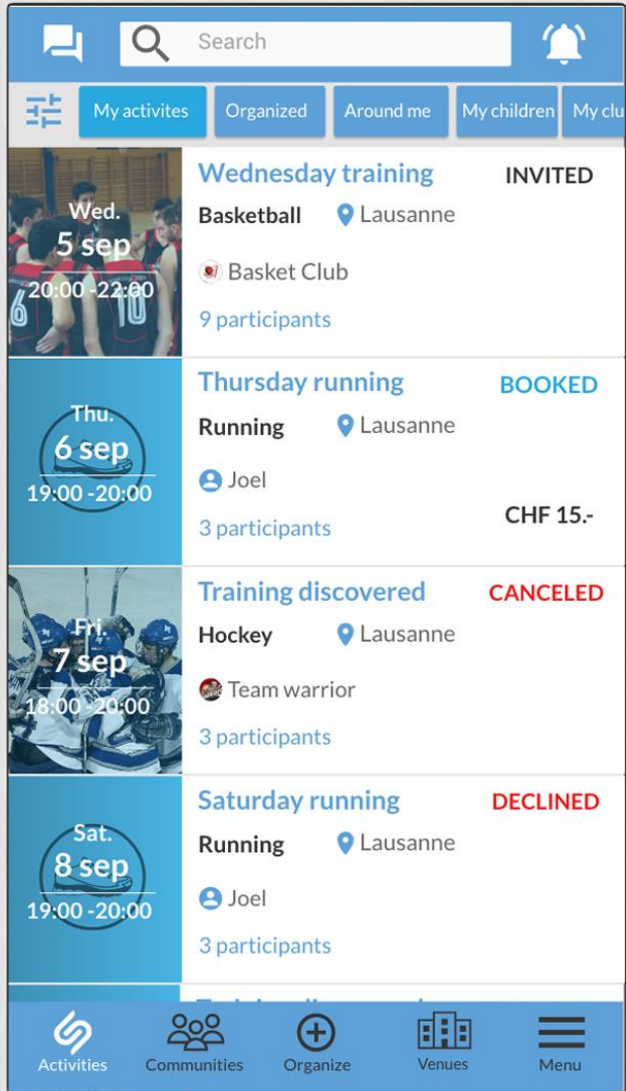 Search
My activites
Organized
Around me
My children
My clu
Wed.
5 sep
20:00 -22:00
6
10
Wednesday training
INVITED
Basketball
Lausanne
Basket Club
9 participants
Thu.
6 sep
19:00 -20:00
Thursday running
BOOKED
Running
Lausanne
Joel
3 participants
CHF 15.-
Fri.
7 sep
18:00 -20:00
Training discovered
CANCELED
Hockey
Lausanne
Team warrior
3 participants
Sat.
8 sep
19:00 -20:00
Saturday running
DECLINED
Running
Lausanne
Joel
3 participants
Activities
Communities
Organize
Venues
Menu